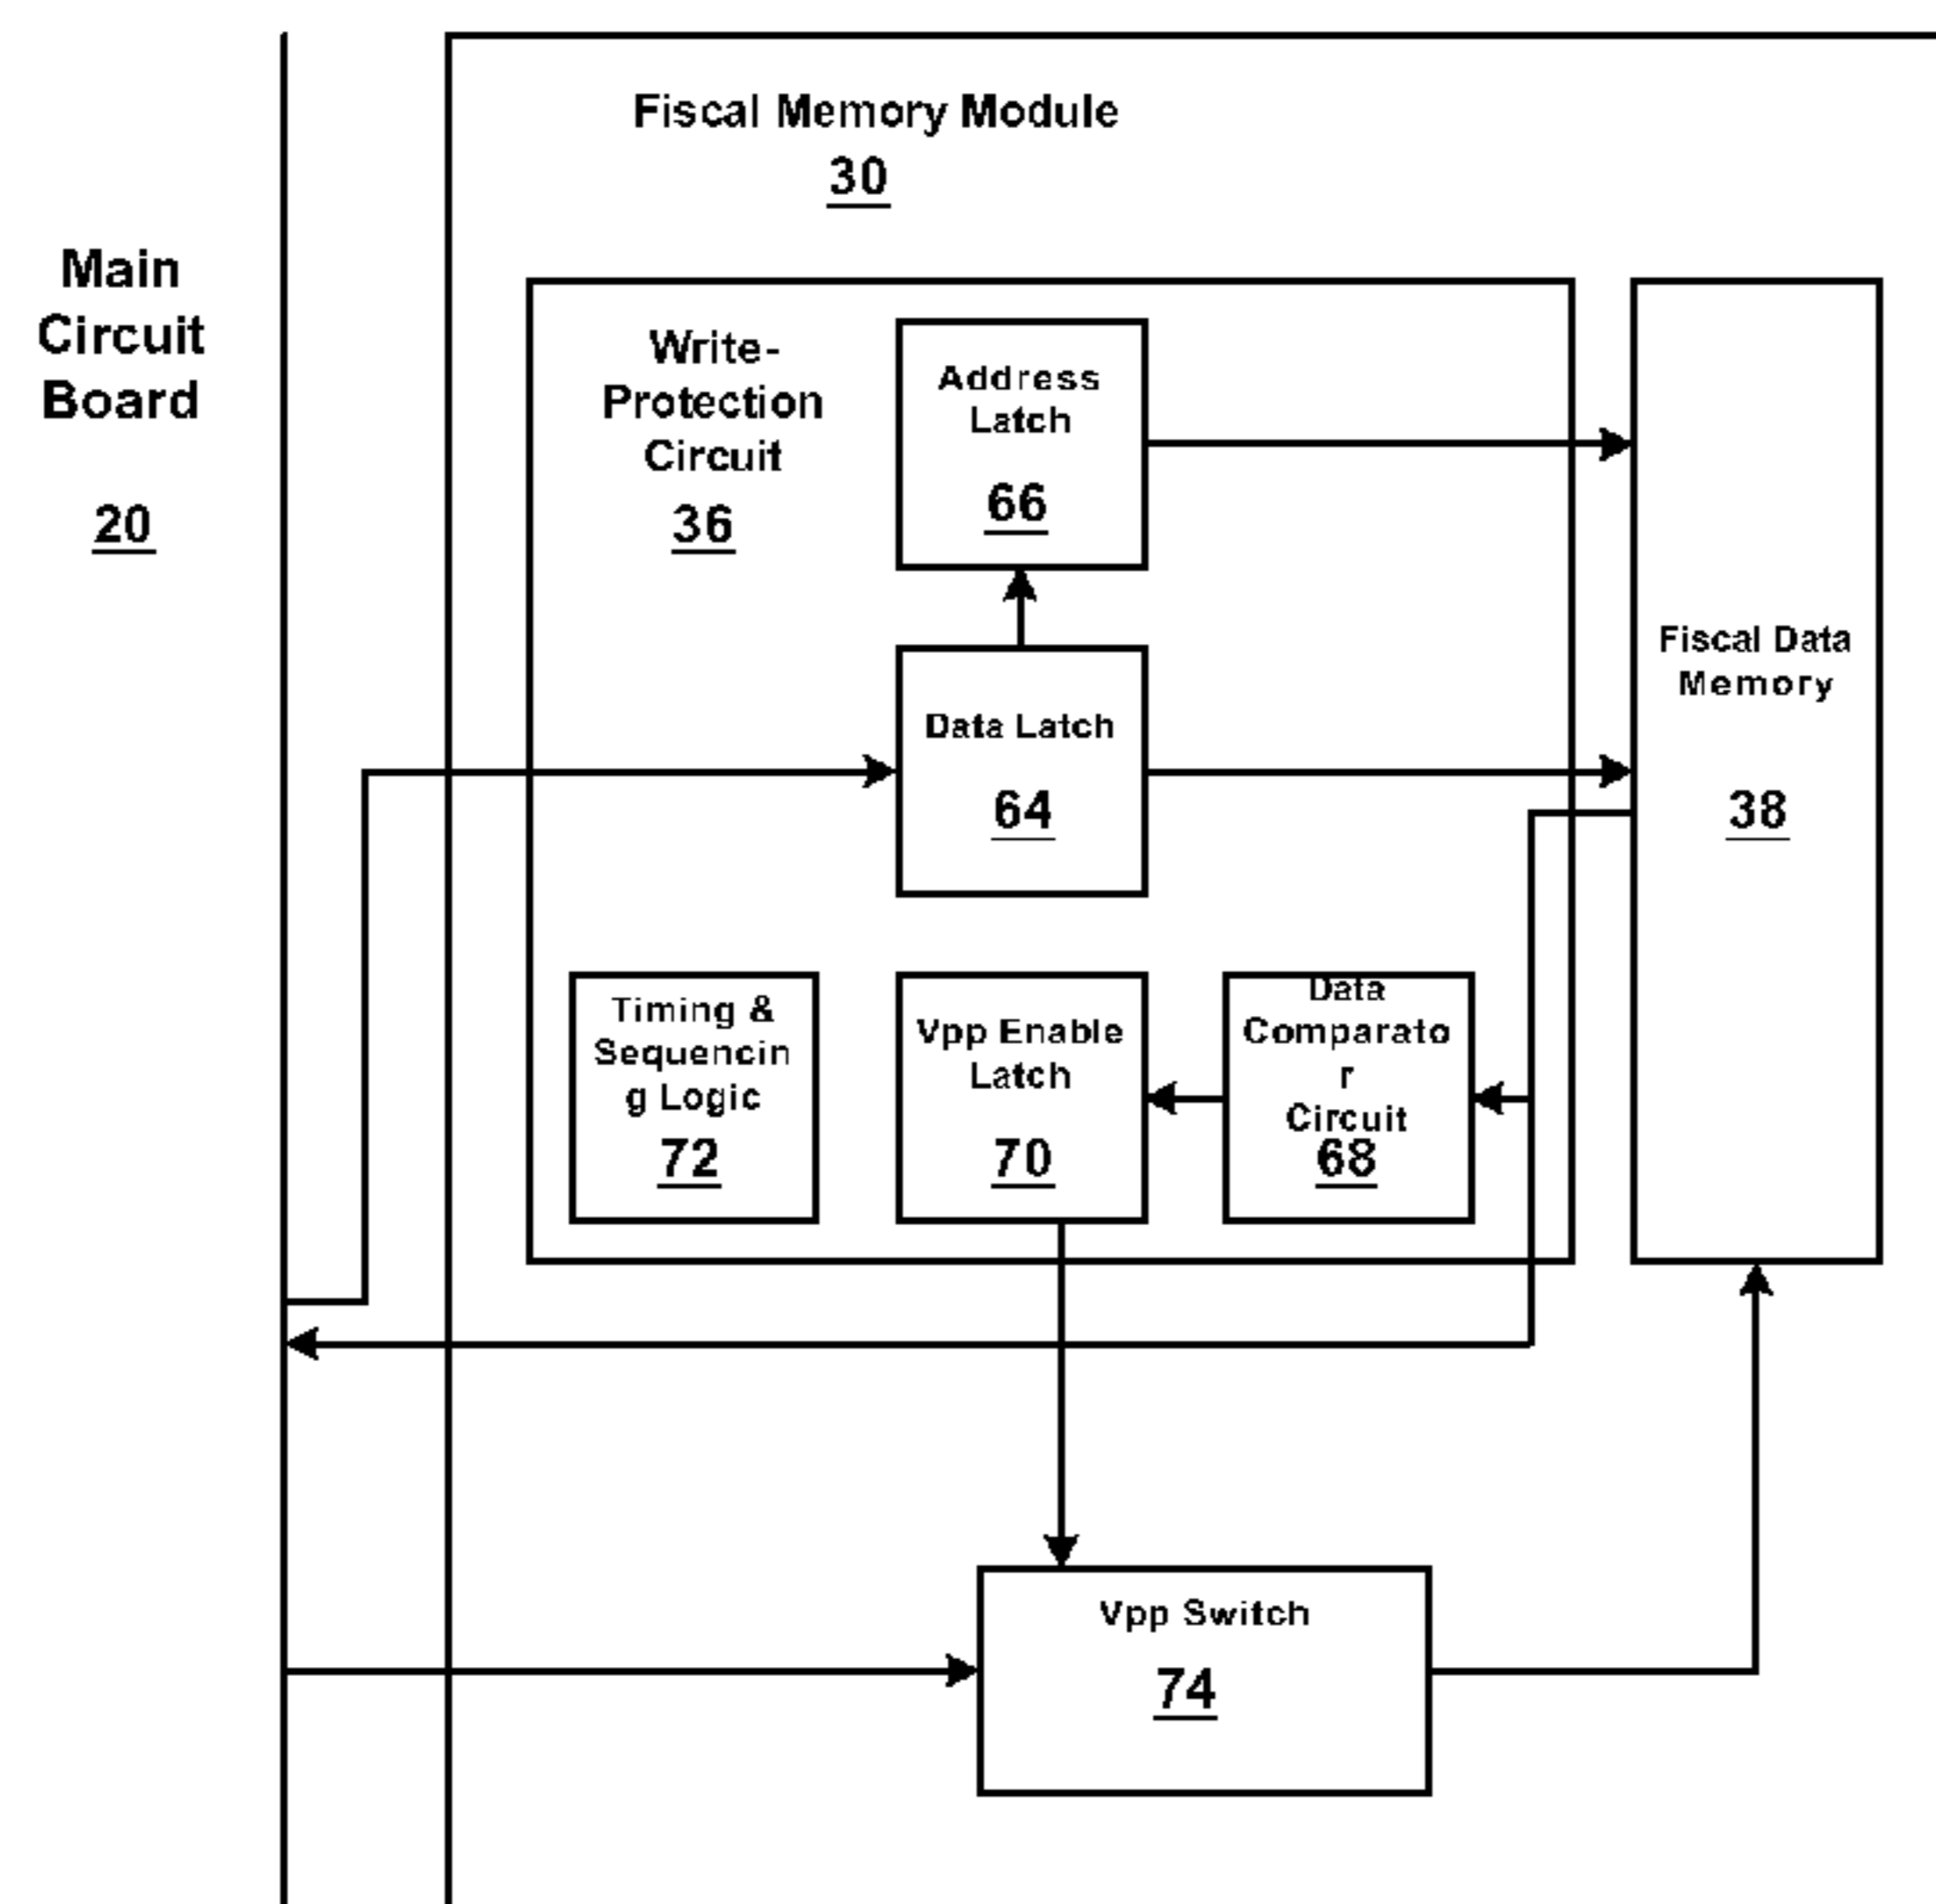 Fiscal Memory Module
30
Main
Circuit
Board
20
Write-
Protection
Circuit
36
Address
Latch
66
Data Latch
64
Fiscal Data
Memory
38
Timing &
Sequencin
g Logic
72
Vpp Enable
Latch
70
Data
Comparato
r
Circuit
68
Vpp Switch
74